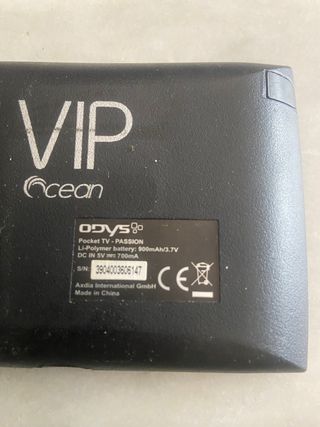 VIP
Ocean
ODYS
Pocket TV - PASSION
Li-Polymer battery: 900mAh/3.7V
DC IN 5V ⎓ 700mA
S/N: 3904003606147
Axdia International GmbH
Made in China
CE